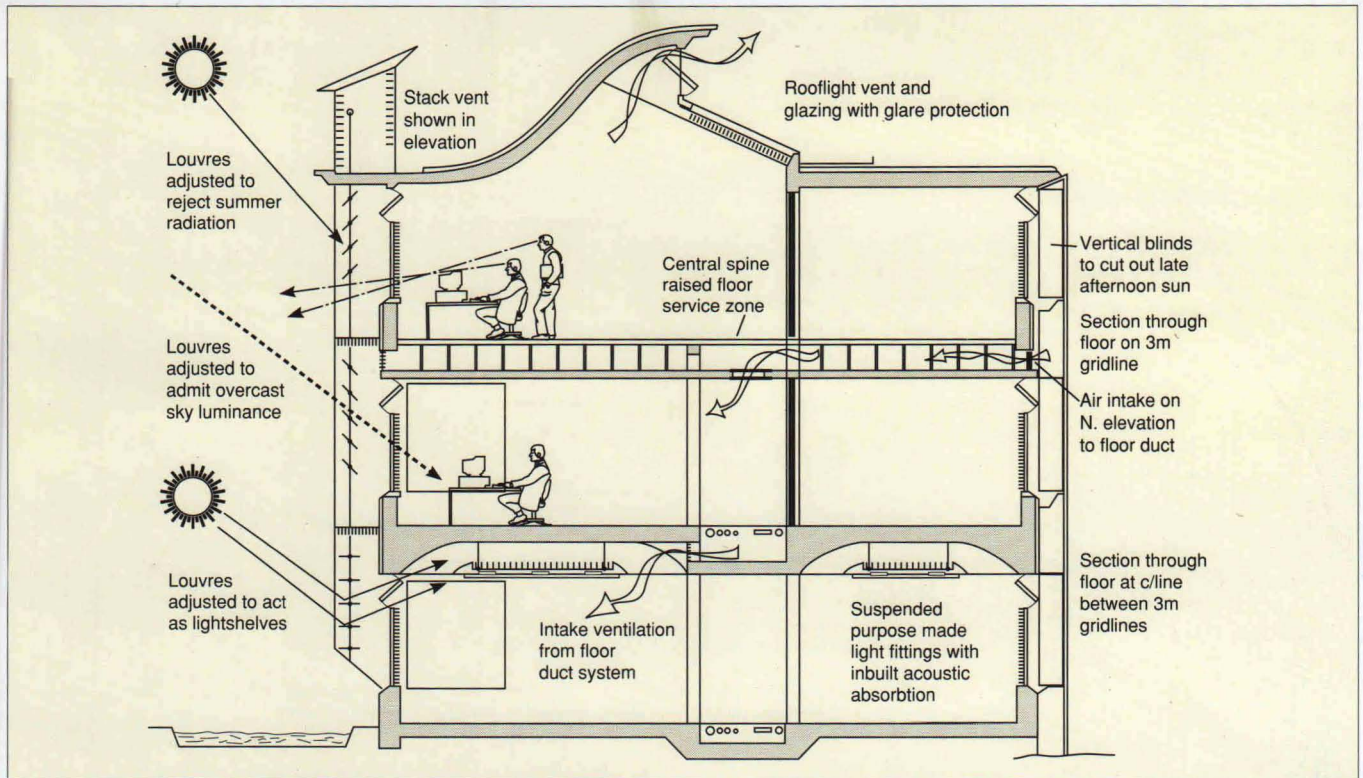 Stack vent
shown in
elevation
Rooflight vent and
glazing with glare protection
Louvres
adjusted to
reject summer
radiation
Central spine
raised floor
service zone
Vertical blinds
to cut out late
afternoon sun
Section through
floor on 3m
gridline
Louvres
adjusted to
admit overcast
sky luminance
Air intake on
N. elevation
to floor duct
Louvres
adjusted to act
as lightshelves
Intake ventilation
from floor
duct system
Suspended
purpose made
light fittings with
inbuilt acoustic
absorbtion
Section through
floor at c/line
between 3m
gridlines